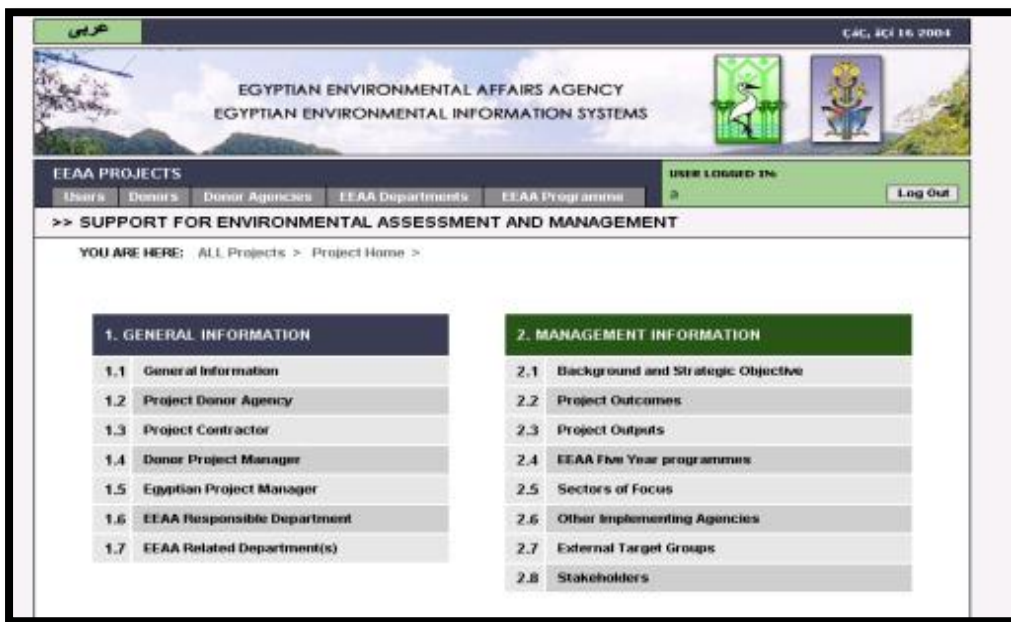 عربى
Çáç, äçí 16 2004
EGYPTIAN ENVIRONMENTAL AFFAIRS AGENCY
EGYPTIAN ENVIRONMENTAL INFORMATION SYSTEMS
EEAA PROJECTS
USER LOGGED IN:
Users Donors Donor Agencies EEAA Departments EEAA Programme
a
Log Out
>> SUPPORT FOR ENVIRONMENTAL ASSESSMENT AND MANAGEMENT
YOU ARE HERE: ALL Projects > Project Home >
1. GENERAL INFORMATION
1.1 General Information
1.2 Project Donor Agency
1.3 Project Contractor
1.4 Donor Project Manager
1.5 Egyptian Project Manager
1.6 EEAA Responsible Department
1.7 EEAA Related Department(s)
2. MANAGEMENT INFORMATION
2.1 Background and Strategic Objective
2.2 Project Outcomes
2.3 Project Outputs
2.4 EEAA Five Year programmes
2.5 Sectors of Focus
2.6 Other Implementing Agencies
2.7 External Target Groups
2.8 Stakeholders